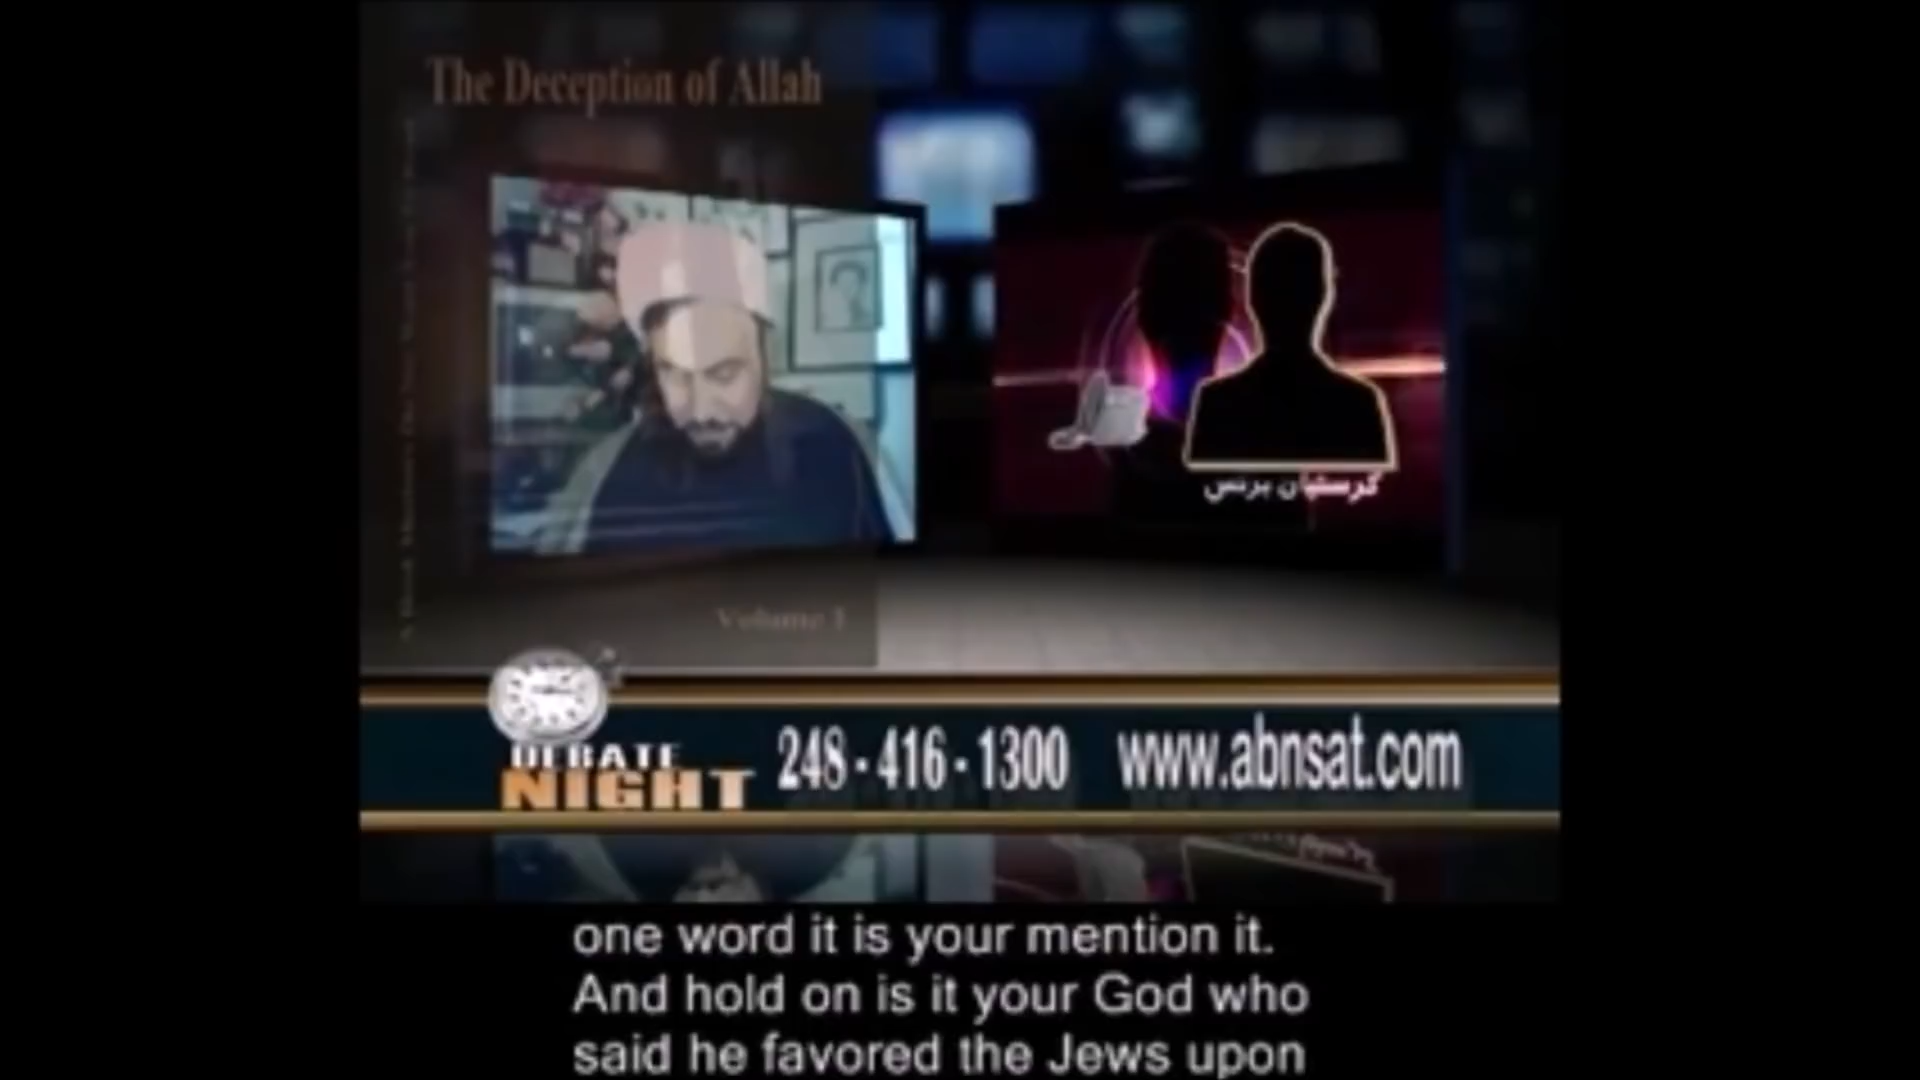 The Deception of Allah
كرستيان برنس
Volume I
DEBATE
NIGHT
248-416-1300
www.abnsat.com
one word it is your mention it.
And hold on is it your God who
said he favored the Jews upon